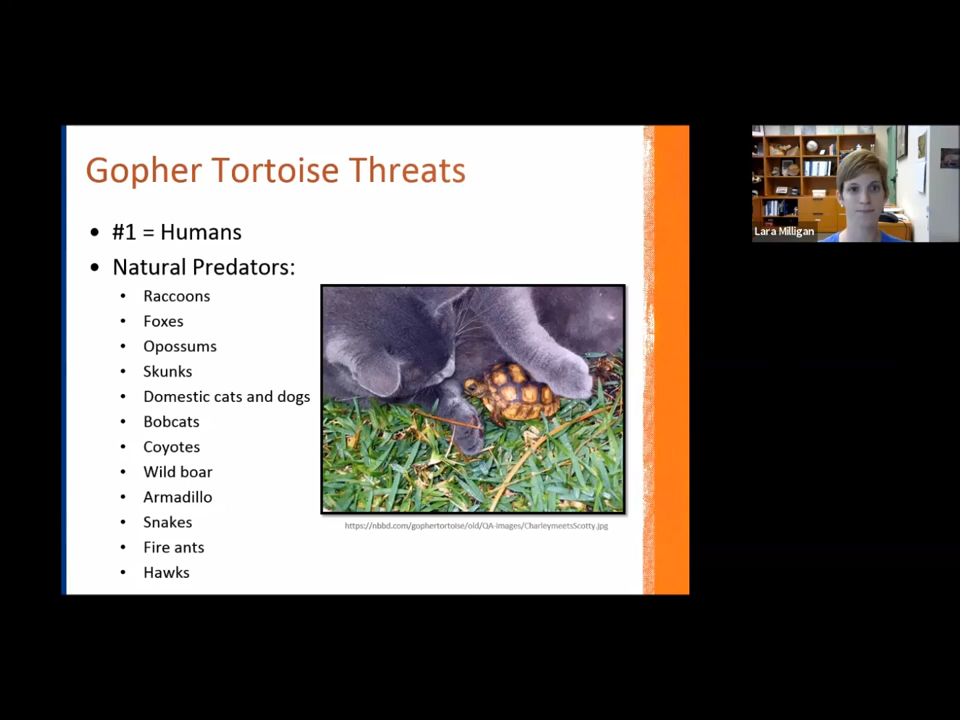 Gopher Tortoise Threats
• #1 = Humans
• Natural Predators:
• Raccoons
• Foxes
• Opossums
• Skunks
• Domestic cats and dogs
• Bobcats
• Coyotes
• Wild boar
• Armadillo
• Snakes
• Fire ants
• Hawks
https://nbbd.com/gophertortoise/old/QA-images/CharleymeetsScotty.jpg
Lara Milligan